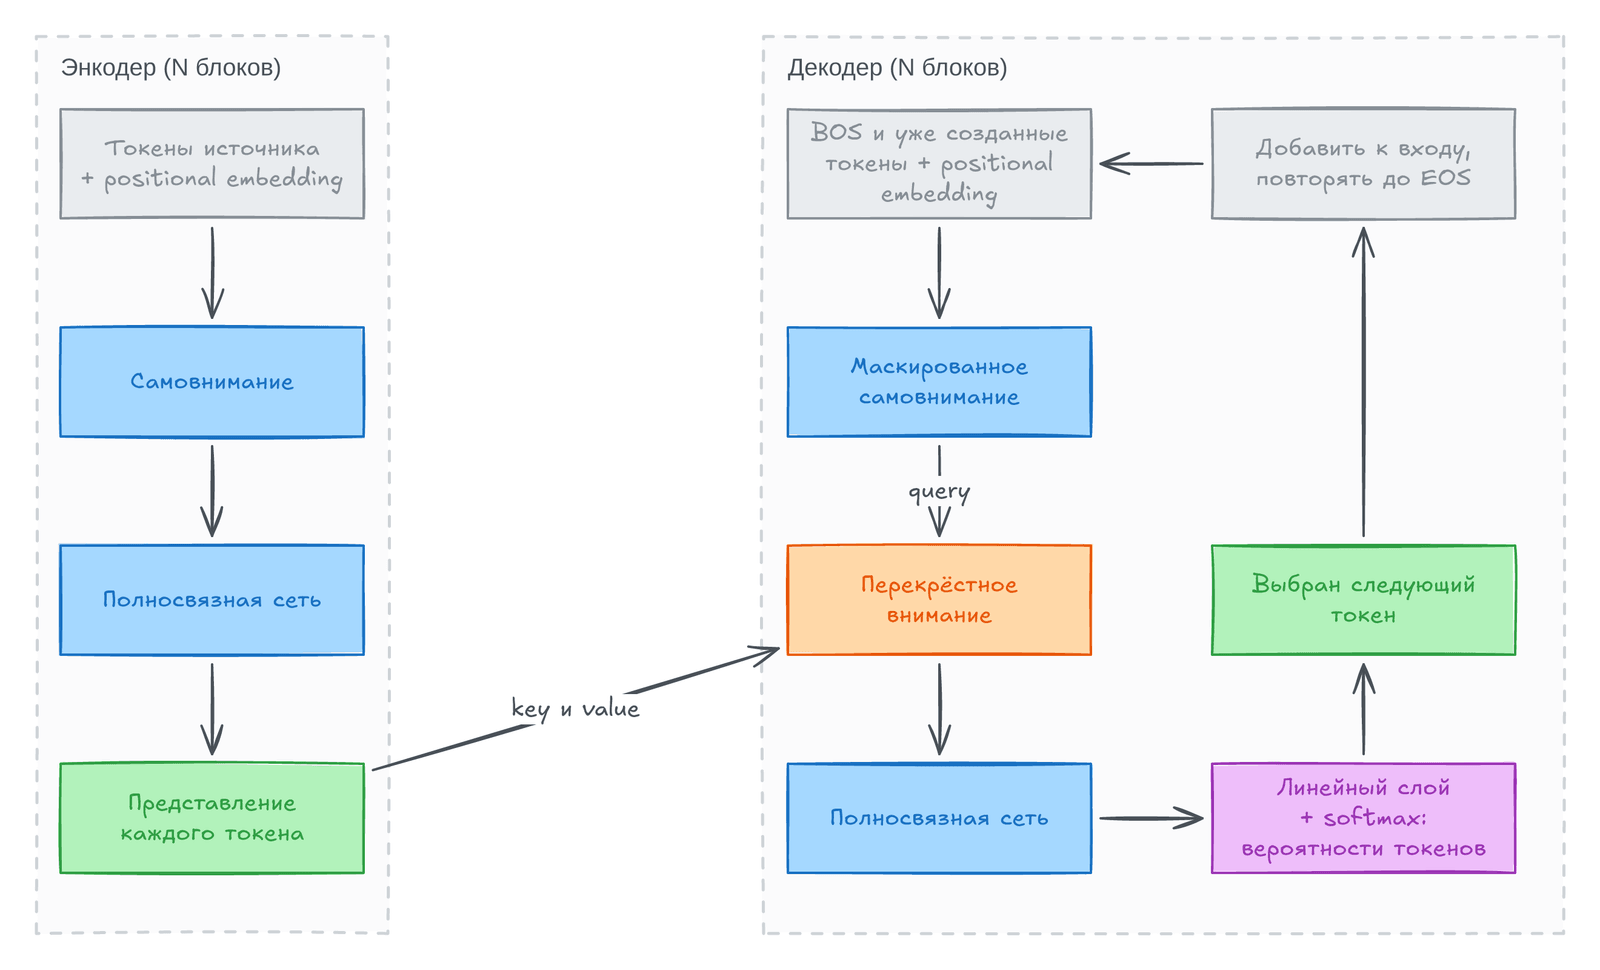 Энкодер (N блоков)
Токены источника
+ positional embedding
Самовнимание
Полносвязная сеть
Представление
каждого токена
key и value
Декодер (N блоков)
BOS и уже созданные
токены + positional
embedding
Маскированное
самовнимание
query
Перекрёстное
внимание
Полносвязная сеть
Линейный слой
+ softmax:
вероятности токенов
Выбран следующий
токен
Добавить к входу,
повторять до EOS